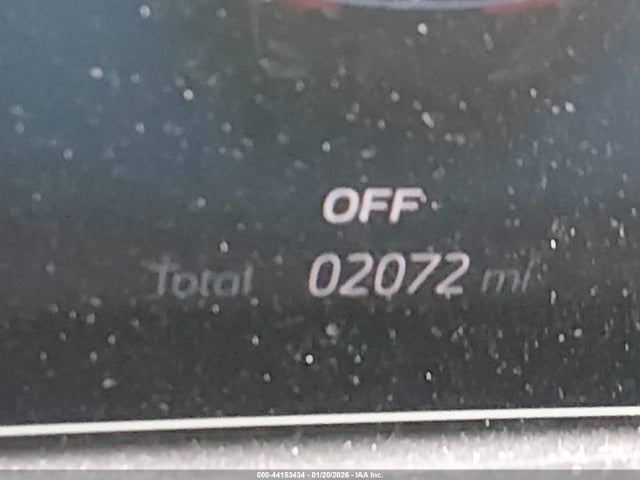 OFF
Total 02072 mi
000-44153434 - 01/20/2026 - IAA Inc.